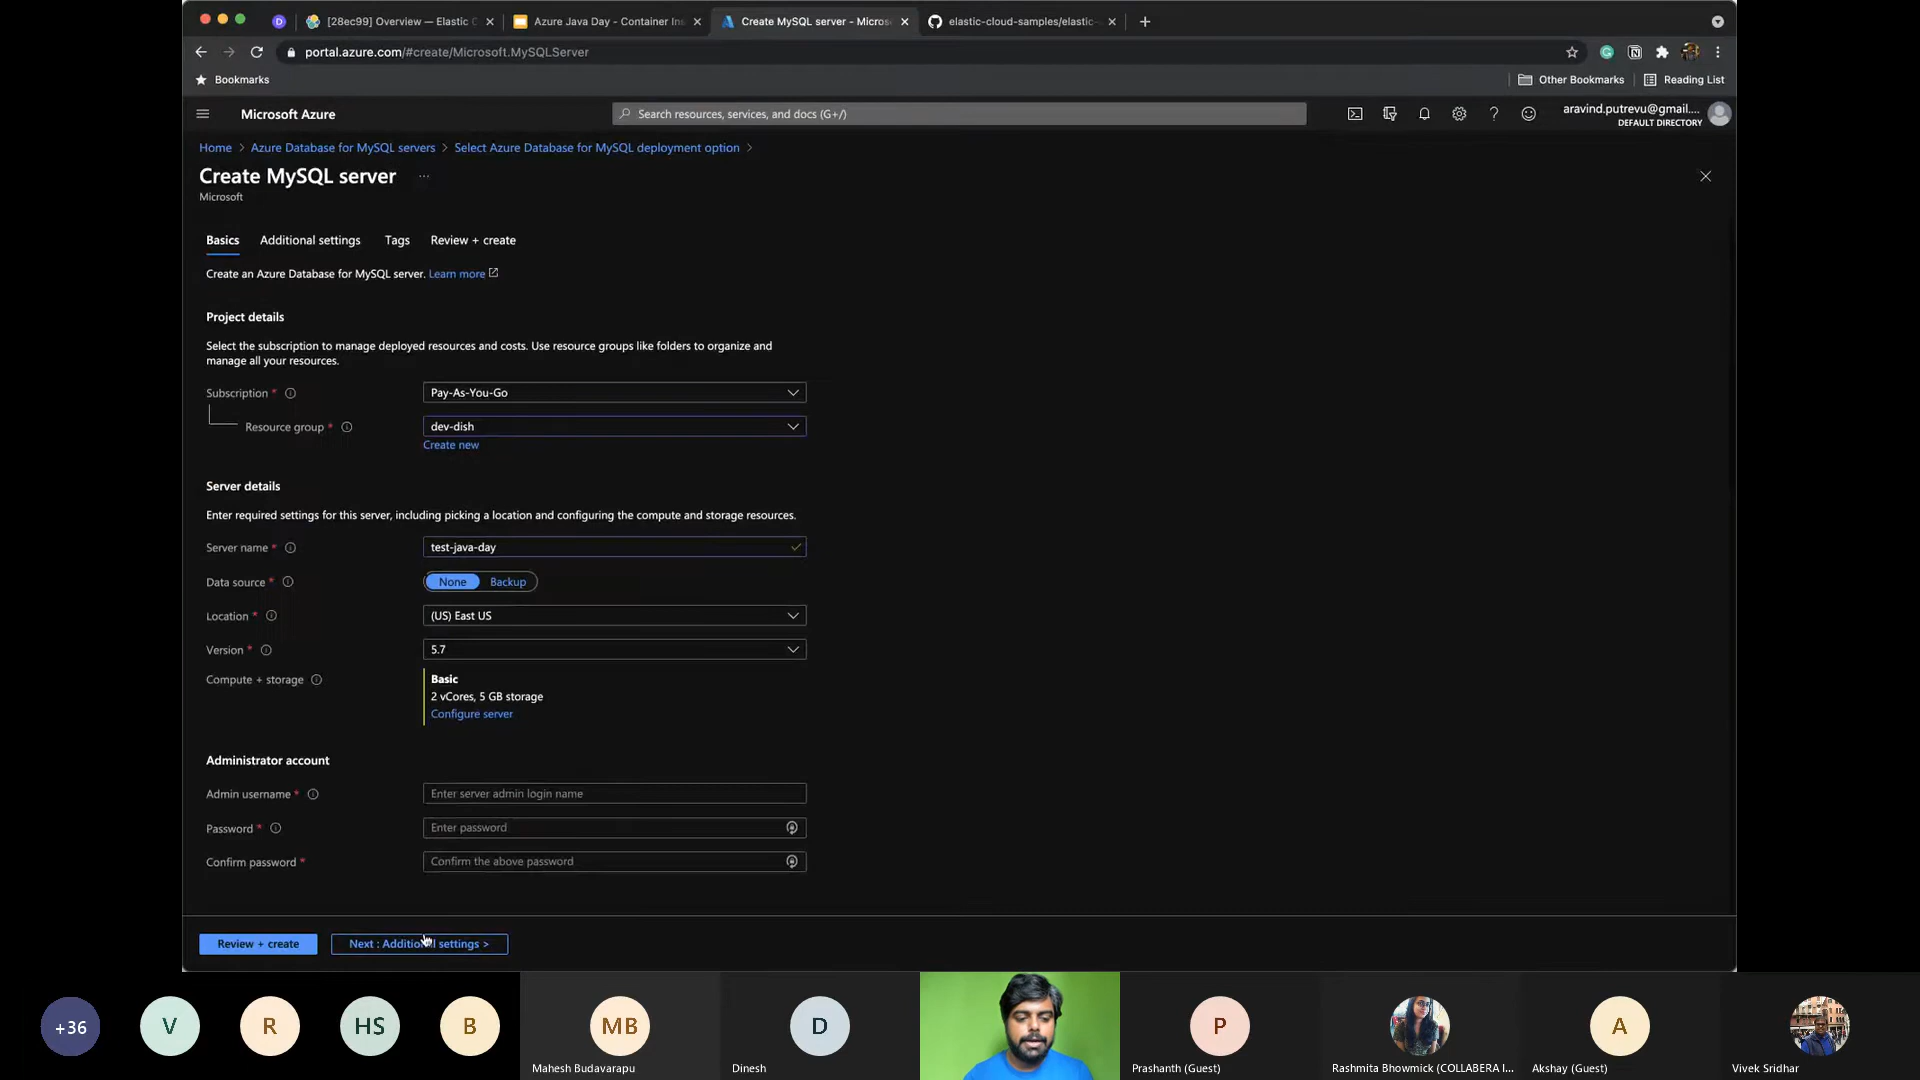 D
[28ec99] Overview — Elastic C
Azure Java Day - Container Ins
Create MySQL server - Micros
elastic-cloud-samples/elastic-
portal.azure.com/#create/Microsoft.MySQLServer
Bookmarks
Other Bookmarks
Reading List
Microsoft Azure
Search resources, services, and docs (G+/)
aravind.putrevu@gmail....
DEFAULT DIRECTORY
Home > Azure Database for MySQL servers > Select Azure Database for MySQL deployment option >
Create MySQL server ...
Microsoft
Basics Additional settings Tags Review + create
Create an Azure Database for MySQL server. Learn more
Project details
Select the subscription to manage deployed resources and costs. Use resource groups like folders to organize and
manage all your resources.
Subscription * Pay-As-You-Go
Resource group * dev-dish
Create new
Server details
Enter required settings for this server, including picking a location and configuring the compute and storage resources.
Server name * test-java-day
Data source * None Backup
Location * (US) East US
Version * 5.7
Compute + storage Basic
2 vCores, 5 GB storage
Configure server
Administrator account
Admin username * Enter server admin login name
Password * Enter password
Confirm password * Confirm the above password
Review + create Next : Additional settings >
+36 V R HS B MB D P A
Mahesh Budavarapu Dinesh Prashanth (Guest) Rashmita Bhowmick (COLLABERA I... Akshay (Guest) Vivek Sridhar